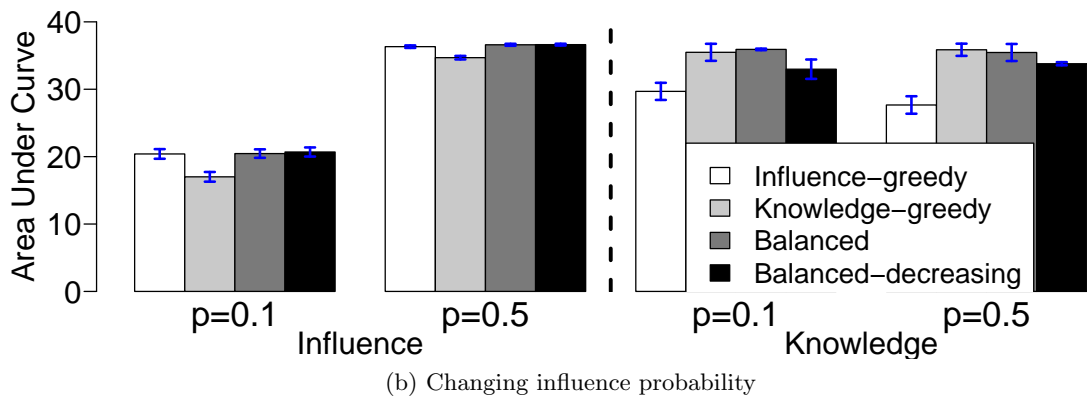 Area Under Curve
40
30
20
10
0
p=0.1
p=0.5
p=0.1
p=0.5
Influence
Knowledge
Influence−greedy
Knowledge−greedy
Balanced
Balanced−decreasing
(b) Changing influence probability